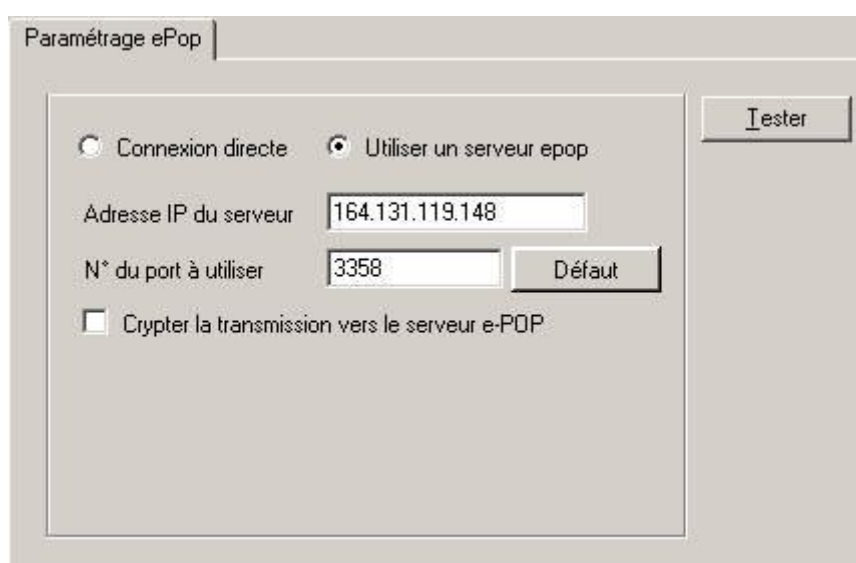 Paramétrage ePop
Tester
Connexion directe Utiliser un serveur epop
Adresse IP du serveur 164.131.119.148
N° du port à utiliser 3358 Défaut
Crypter la transmission vers le serveur e-POP